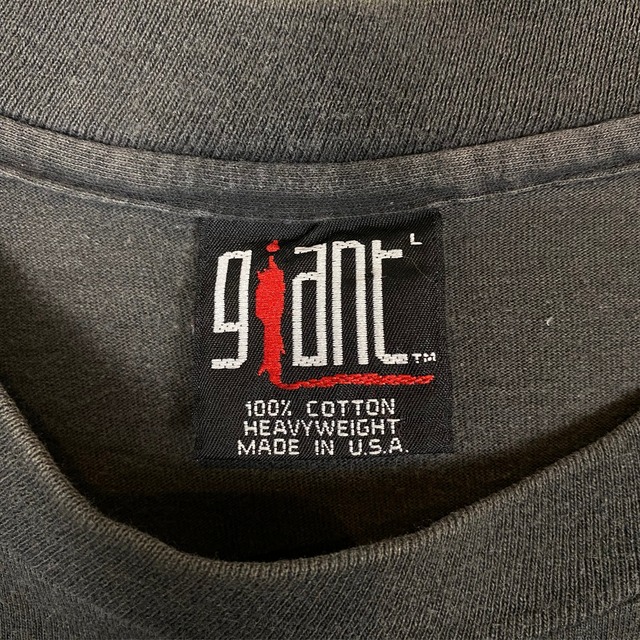 giant L
™
100% COTTON
HEAVYWEIGHT
MADE IN U.S.A.